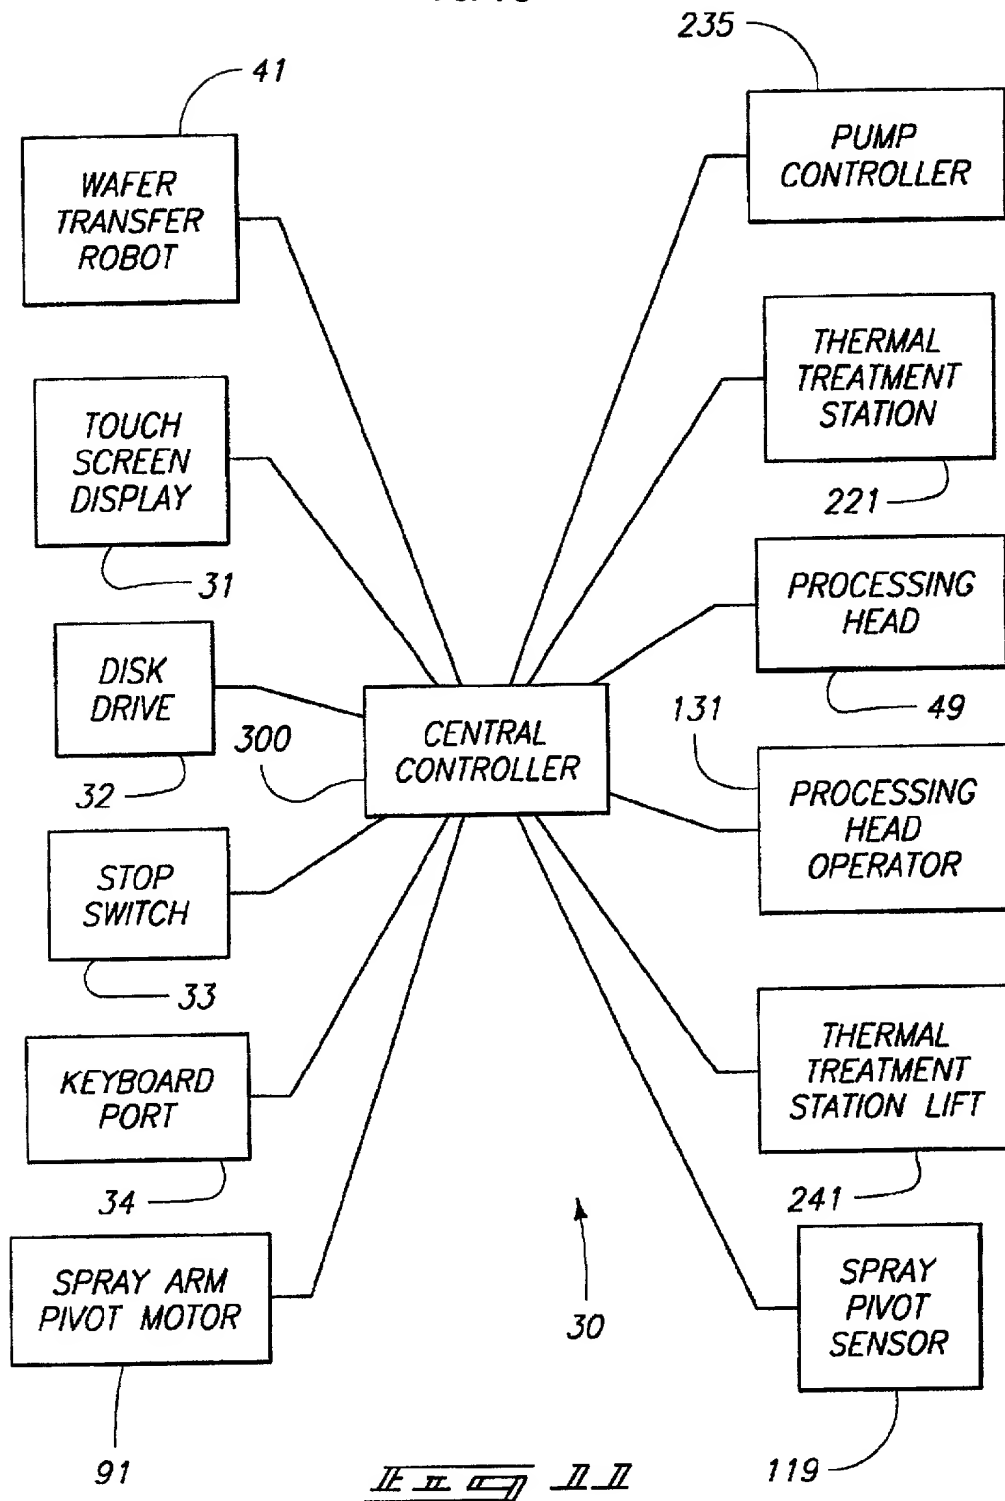 235
41
PUMP
CONTROLLER
WAFER
TRANSFER
ROBOT
THERMAL
TREATMENT
STATION
221
TOUCH
SCREEN
DISPLAY
31
PROCESSING
HEAD
49
DISK
DRIVE
32
300
CENTRAL
CONTROLLER
131
PROCESSING
HEAD
OPERATOR
STOP
SWITCH
33
THERMAL
TREATMENT
STATION LIFT
241
KEYBOARD
PORT
34
SPRAY ARM
PIVOT MOTOR
91
30
SPRAY
PIVOT
SENSOR
119
Fig 11